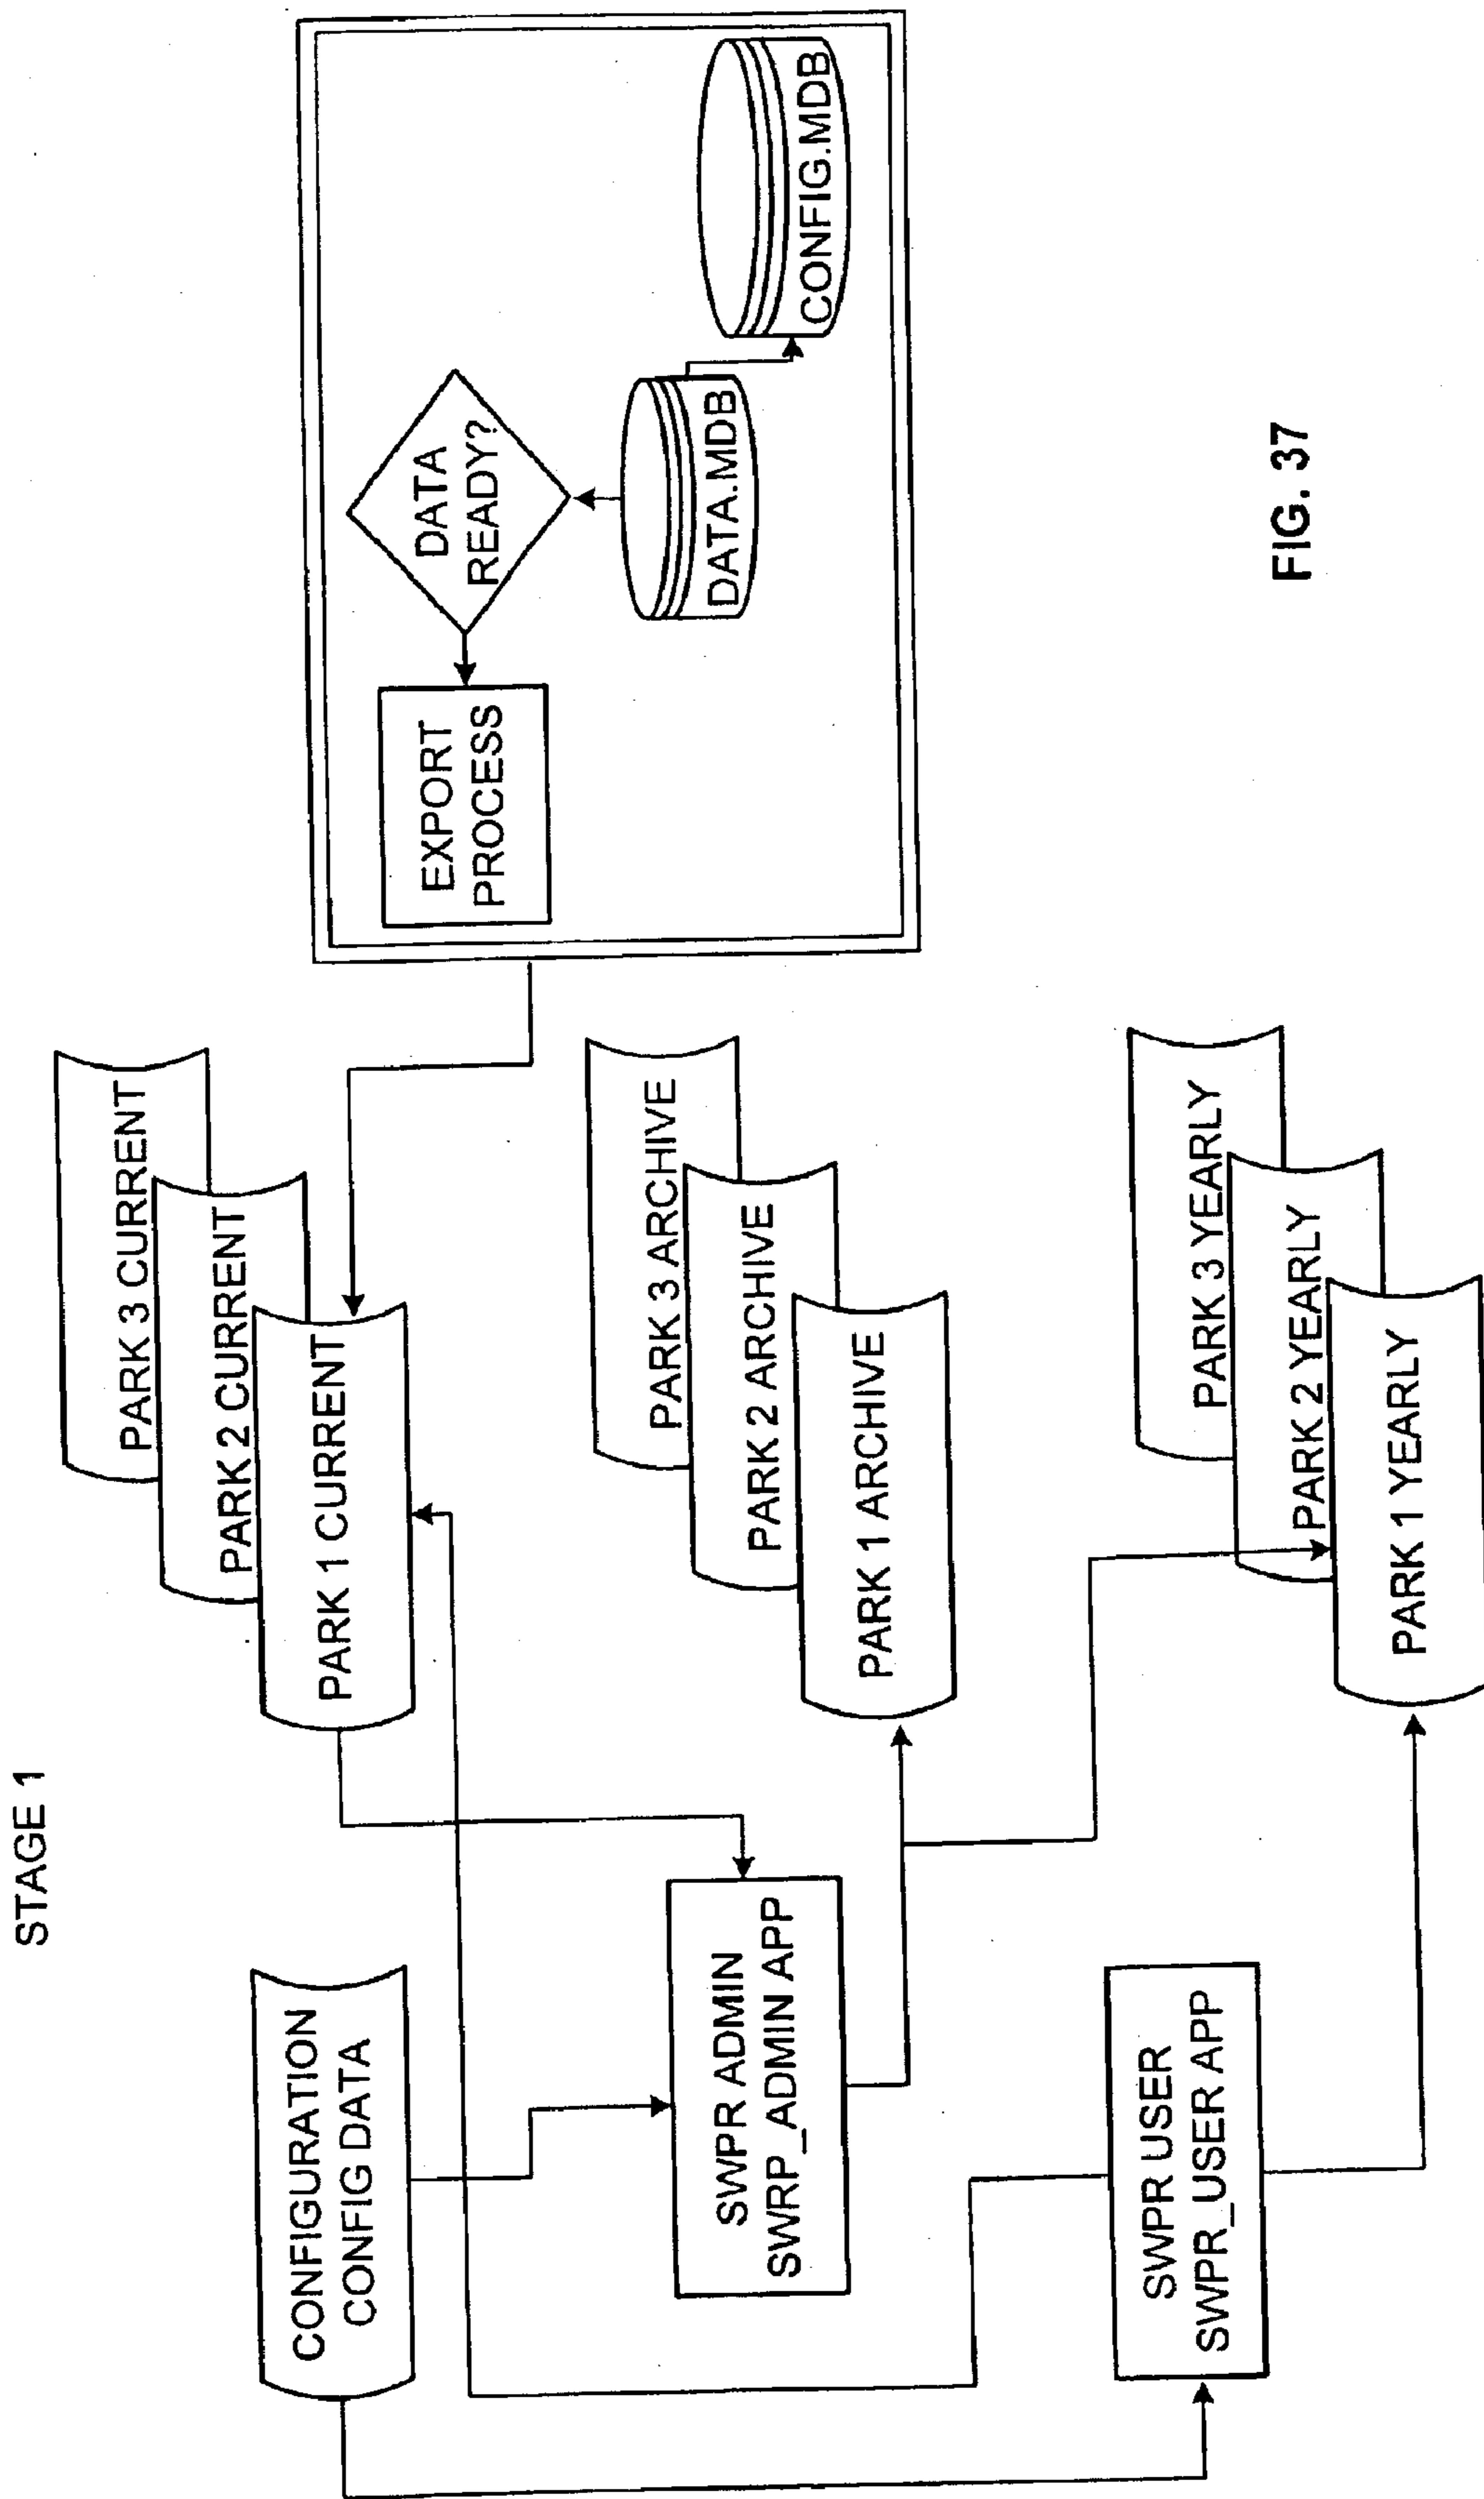 STAGE 1
CONFIGURATION
CONFIG DATA
PARK 3 CURRENT
PARK 2 CURRENT
PARK 1 CURRENT
SWPR ADMIN
SWRP_ADMIN APP
PARK 3 ARCHIVE
PARK 2 ARCHIVE
PARK 1 ARCHIVE
SWPR USER
SWPR_USER APP
PARK 3 YEARLY
PARK 2 YEARLY
PARK 1 YEARLY
EXPORT
PROCESS
DATA
READY?
DATA.MDB
CONFIG.MDB
FIG. 37